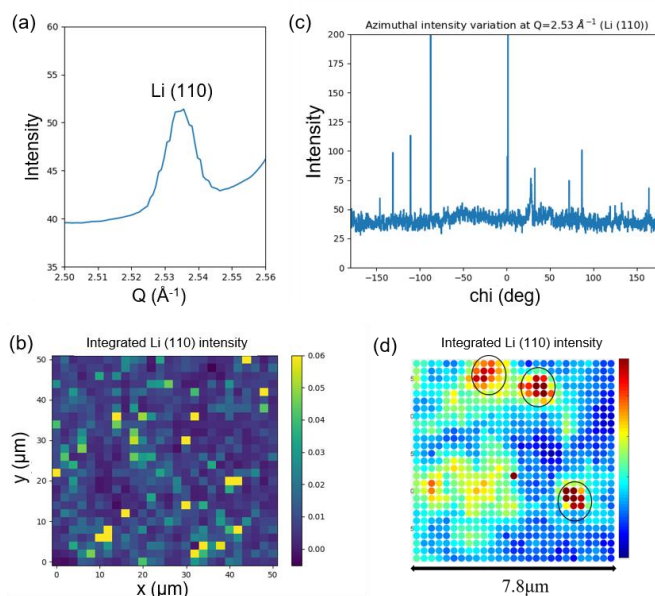 (a)
60
55
50
45
40
35
Intensity
Li (110)
2.50 2.51 2.52 2.53 2.54 2.55 2.56
Q (Å-1)
(c)
Azimuthal intensity variation at Q=2.53 Å⁻¹ (Li (110))
200
175
150
125
100
75
50
25
0
Intensity
−150 −100 −50 0 50 100 150
chi (deg)
(b)
Integrated Li (110) intensity
50
40
30
20
10
0
y (µm)
0 10 20 30 40 50
x (µm)
0.06
0.05
0.04
0.03
0.02
0.01
0.00
(d)
Integrated Li (110) intensity
5
0
5
7.8µm